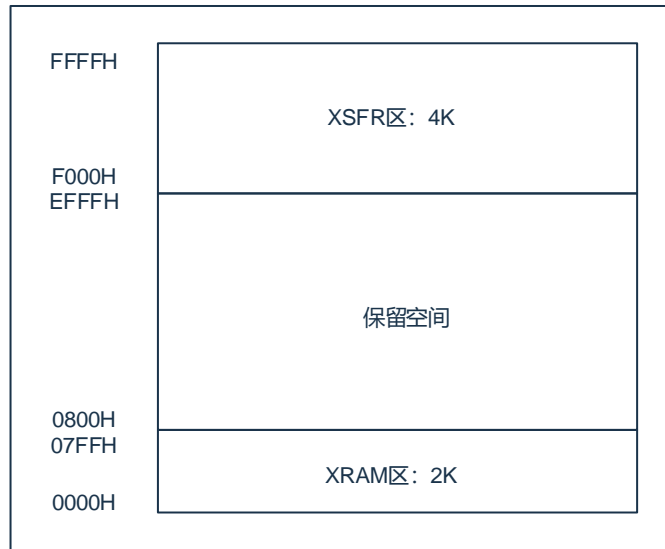 FFFFH
XSFR区：4K
F000H
EFFFH
保留空间
0800H
07FFH
XRAM区：2K
0000H